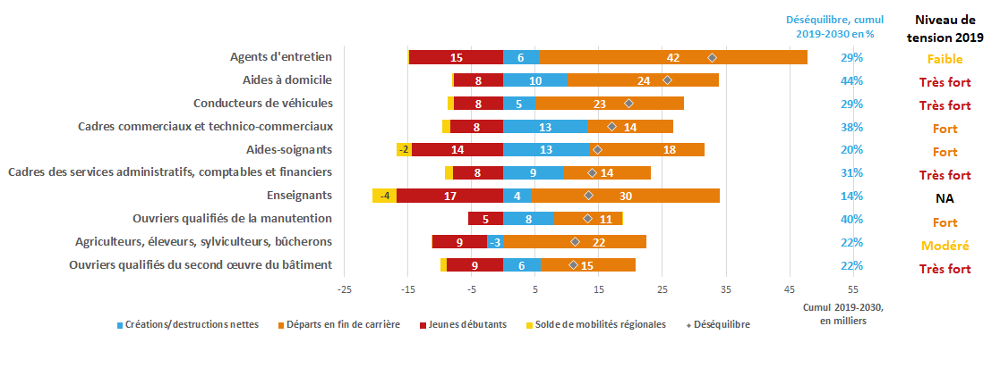 Déséquilibre, cumul
2019-2030 en %
Niveau de
tension 2019
Agents d'entretien 15 6 42 29% Faible
Aides à domicile 8 10 24 44% Très fort
Conducteurs de véhicules 8 5 23 29% Très fort
Cadres commerciaux et technico-commerciaux 8 13 14 38% Fort
Aides-soignants -2 14 13 18 20% Fort
Cadres des services administratifs, comptables et financiers 8 9 14 31% Très fort
Enseignants -4 17 4 30 14% NA
Ouvriers qualifiés de la manutention 5 8 11 40% Fort
Agriculteurs, éleveurs, sylviculteurs, bûcherons 9 -3 22 22% Modéré
Ouvriers qualifiés du second œuvre du bâtiment 9 6 15 22% Très fort
-25 -15 -5 5 15 25 35 45 55
Cumul 2019-2030,
en milliers
Créations/destructions nettes Départs en fin de carrière Jeunes débutants Solde de mobilités régionales Déséquilibre